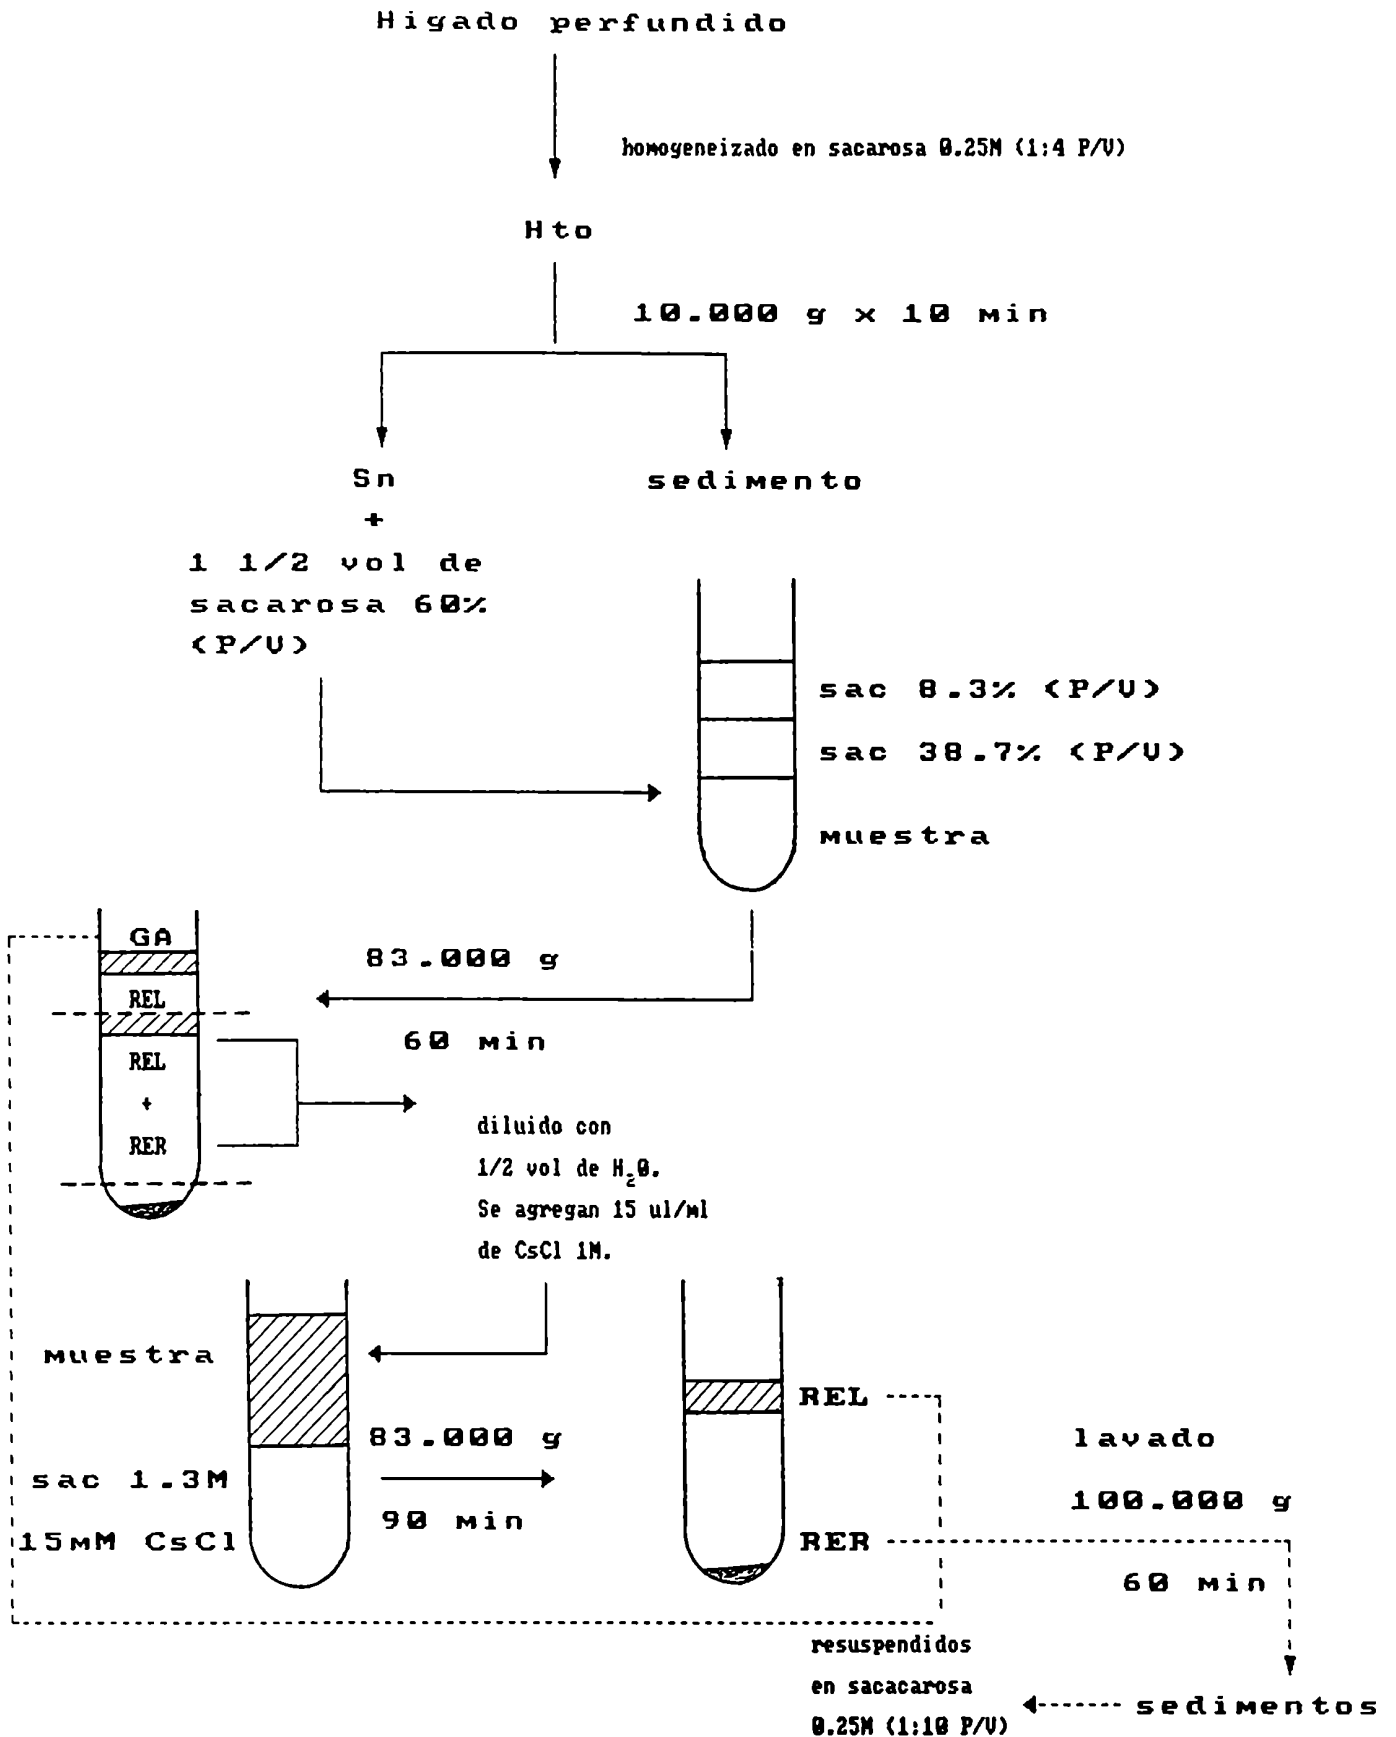 Higado perfundido
homogeneizado en sacarosa 0.25M (1:4 P/V)
Hto
10.000 g x 10 min
Sn
sedimento
+
1 1/2 vol de
sacarosa 60%
(P/V)
sac 8.3% (P/V)
sac 38.7% (P/V)
muestra
GA
83.000 g
REL
60 min
REL
+
RER
diluido con
1/2 vol de H2O.
Se agregan 15 ul/ml
de CsCl 1M.
muestra
REL
83.000 g
lavado
sac 1.3M
100.000 g
90 min
15mM CsCl
RER
60 min
resuspendidos
en sacacarosa
0.25M (1:10 P/V)
sedimentos